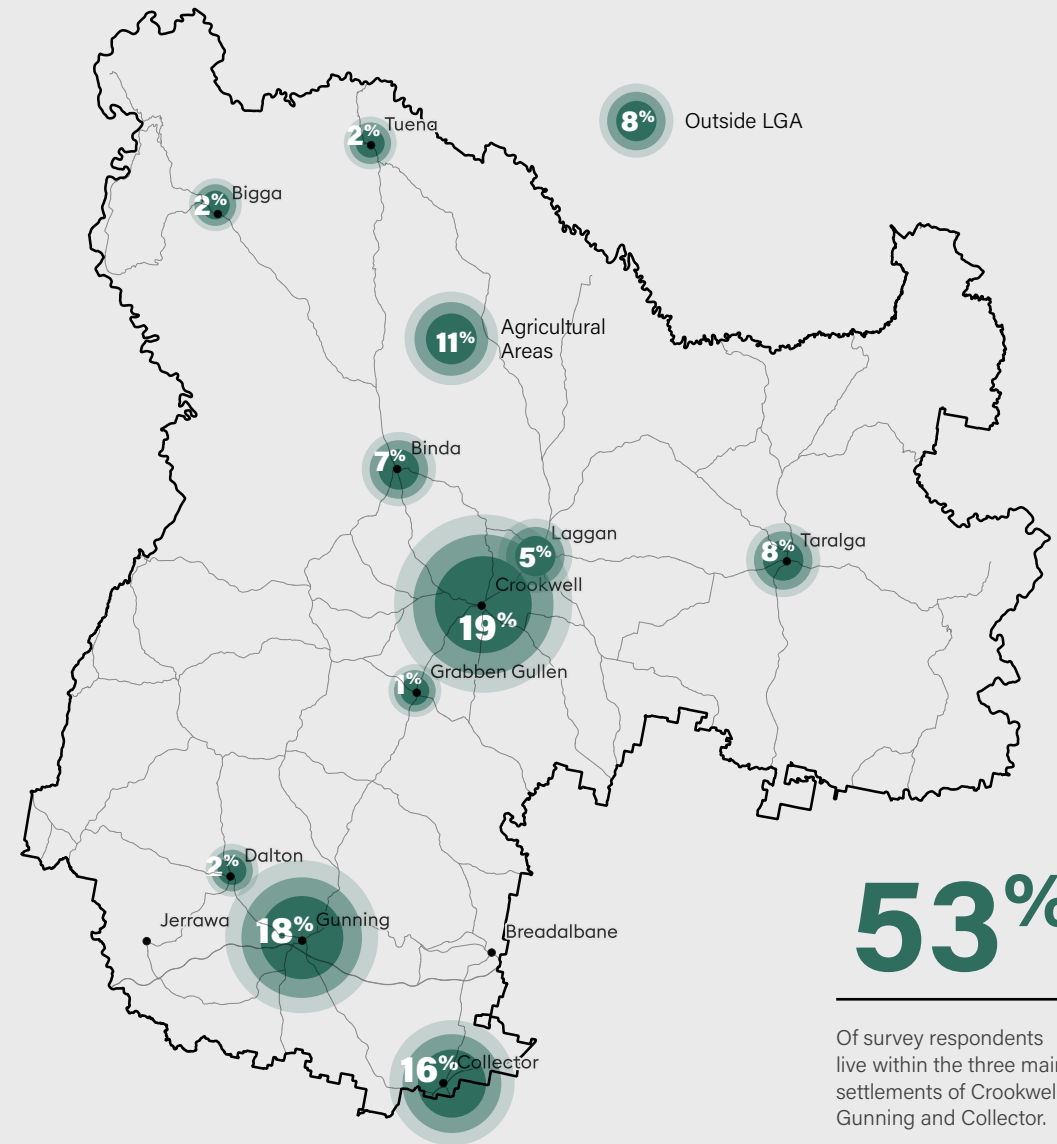 2% Tuena
8% Outside LGA
2% Bigga
11% Agricultural
Areas
7% Binda
5% Laggan
8% Taralga
Crookwell
19%
1% Grabben Gullen
2% Dalton
Jerrawa
18% Gunning
Breadalbane
16% Collector
53%
Of survey respondents
live within the three main
settlements of Crookwel
Gunning and Collector.